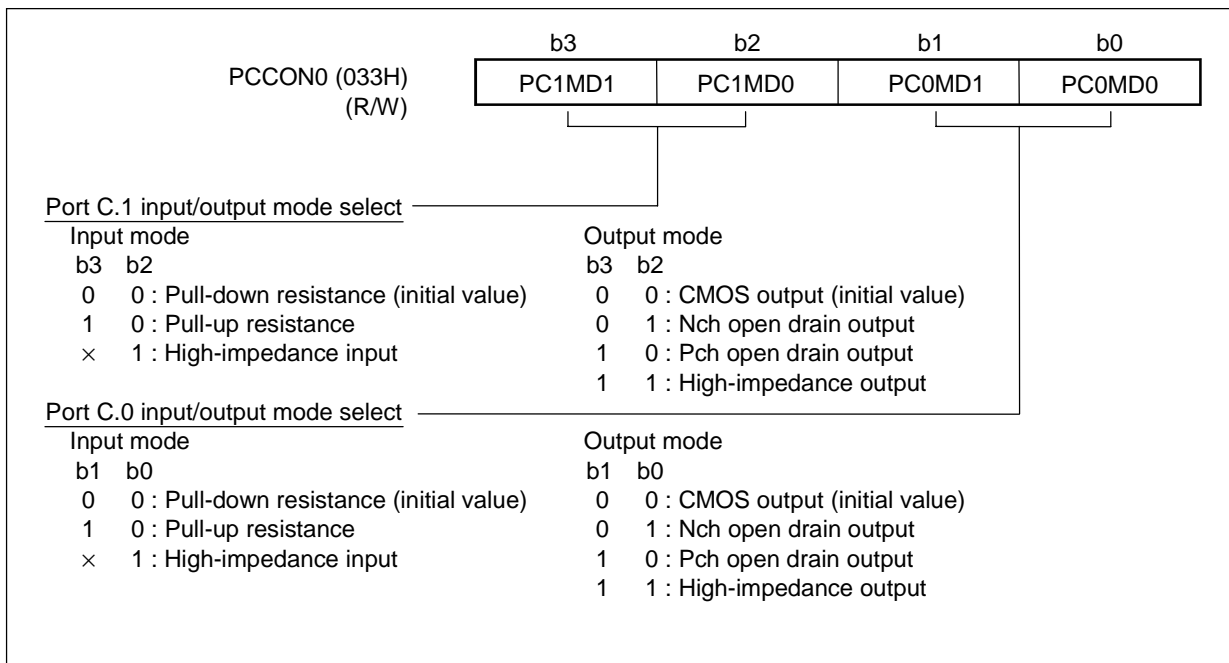 b3 b2 b1 b0
PCCON0 (033H) PC1MD1 PC1MD0 PC0MD1 PC0MD0
(R/W)
Port C.1 input/output mode select
Input mode Output mode
b3 b2 b3 b2
0 0 : Pull-down resistance (initial value) 0 0 : CMOS output (initial value)
1 0 : Pull-up resistance 0 1 : Nch open drain output
× 1 : High-impedance input 1 0 : Pch open drain output
1 1 : High-impedance output
Port C.0 input/output mode select
Input mode Output mode
b1 b0 b1 b0
0 0 : Pull-down resistance (initial value) 0 0 : CMOS output (initial value)
1 0 : Pull-up resistance 0 1 : Nch open drain output
× 1 : High-impedance input 1 0 : Pch open drain output
1 1 : High-impedance output